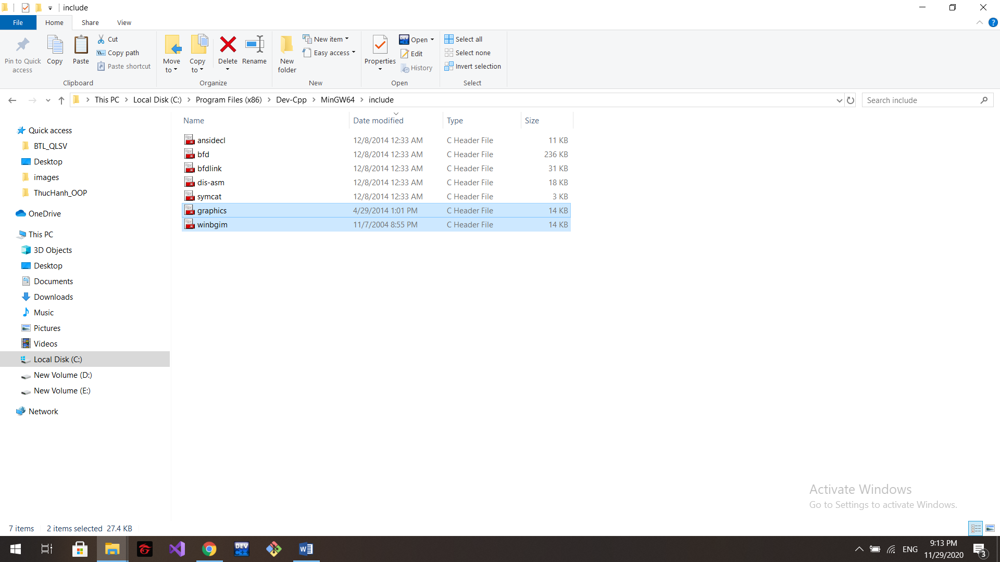 include
File Home Share View
Pin to Quick access
Copy
Paste
Cut
Copy path
Paste shortcut
Clipboard
Move to
Copy to
Delete
Rename
Organize
New folder
New item
Easy access
New
Properties
Open
Edit
History
Open
Select all
Select none
Invert selection
Select
This PC Local Disk (C:) Program Files (x86) Dev-Cpp MinGW64 include
Search include
Name Date modified Type Size
ansidecl 12/8/2014 12:33 AM C Header File 11 KB
bfd 12/8/2014 12:33 AM C Header File 236 KB
bfdlink 12/8/2014 12:33 AM C Header File 31 KB
dis-asm 12/8/2014 12:33 AM C Header File 18 KB
symcat 12/8/2014 12:33 AM C Header File 3 KB
graphics 4/29/2014 1:01 PM C Header File 14 KB
winbgim 11/7/2004 8:55 PM C Header File 14 KB
Quick access
BTL_QLSV
Desktop
images
ThucHanh_OOP
OneDrive
This PC
3D Objects
Desktop
Documents
Downloads
Music
Pictures
Videos
Local Disk (C:)
New Volume (D:)
New Volume (E:)
Network
Activate Windows
Go to Settings to activate Windows.
7 items 2 items selected 27.4 KB
DEV C++
ENG
9:13 PM
11/29/2020
3